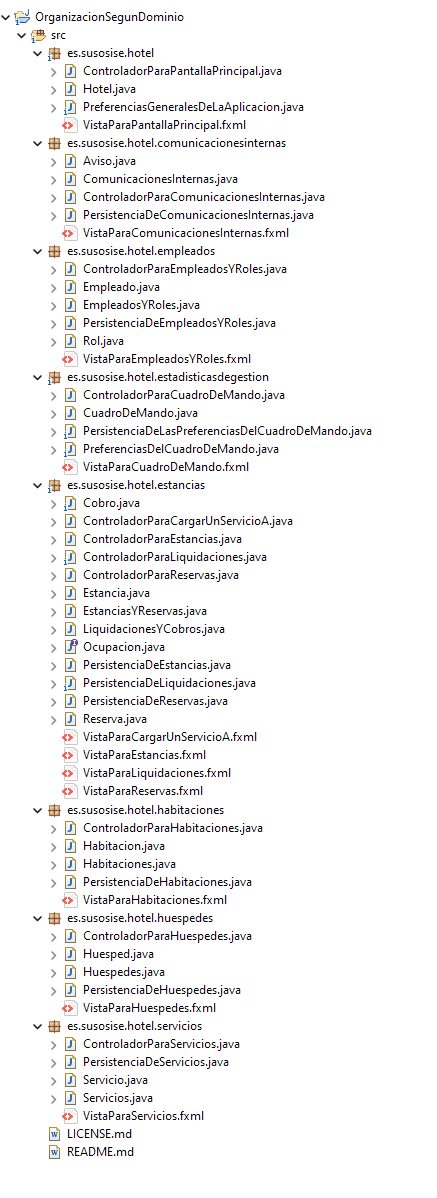 OrganizacionSegunDominio
src
es.susosise.hotel
ControladorParaPantallaPrincipal.java
Hotel.java
PreferenciasGeneralesDeLaAplicacion.java
VistaParaPantallaPrincipal.fxml
es.susosise.hotel.comunicacionesinternas
Aviso.java
ComunicacionesInternas.java
ControladorParaComunicacionesInternas.java
PersistenciaDeComunicacionesInternas.java
VistaParaComunicacionesInternas.fxml
es.susosise.hotel.empleados
ControladorParaEmpleadosYRoles.java
Empleado.java
EmpleadosYRoles.java
PersistenciaDeEmpleadosYRoles.java
Rol.java
VistaParaEmpleadosYRoles.fxml
es.susosise.hotel.estadisticasdegestion
ControladorParaCuadroDeMando.java
CuadroDeMando.java
PersistenciaDeLasPreferenciasDelCuadroDeMando.java
PreferenciasDelCuadroDeMando.java
VistaParaCuadroDeMando.fxml
es.susosise.hotel.estancias
Cobro.java
ControladorParaCargarUnServicioA.java
ControladorParaEstancias.java
ControladorParaLiquidaciones.java
ControladorParaReservas.java
Estancia.java
EstanciasYReservas.java
LiquidacionesYCobros.java
Ocupacion.java
PersistenciaDeEstancias.java
PersistenciaDeLiquidaciones.java
PersistenciaDeReservas.java
Reserva.java
VistaParaCargarUnServicioA.fxml
VistaParaEstancias.fxml
VistaParaLiquidaciones.fxml
VistaParaReservas.fxml
es.susosise.hotel.habitaciones
ControladorParaHabitaciones.java
Habitacion.java
Habitaciones.java
PersistenciaDeHabitaciones.java
VistaParaHabitaciones.fxml
es.susosise.hotel.huespedes
ControladorParaHuespedes.java
Huesped.java
Huespedes.java
PersistenciaDeHuespedes.java
VistaParaHuespedes.fxml
es.susosise.hotel.servicios
ControladorParaServicios.java
PersistenciaDeServicios.java
Servicio.java
Servicios.java
VistaParaServicios.fxml
LICENSE.md
README.md